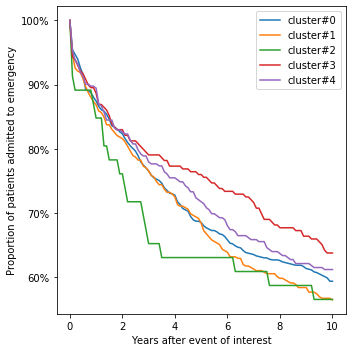 cluster#0
cluster#1
cluster#2
cluster#3
cluster#4
100%
90%
80%
70%
60%
Proportion of patients admitted to emergency
0
2
4
6
8
10
Years after event of interest